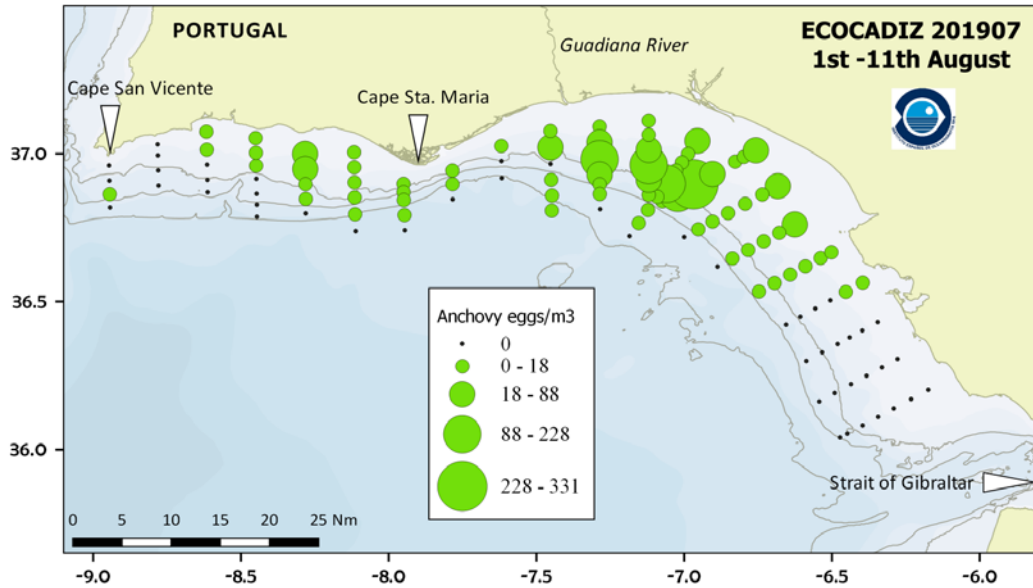 PORTUGAL
Guadiana River
ECOCADIZ 201907
1st -11th August
Cape San Vicente
Cape Sta. Maria
37.0
36.5
36.0
Anchovy eggs/m3
0
0 - 18
18 - 88
88 - 228
228 - 331
Strait of Gibraltar
0 5 10 15 20 25 Nm
-9.0 -8.5 -8.0 -7.5 -7.0 -6.5 -6.0